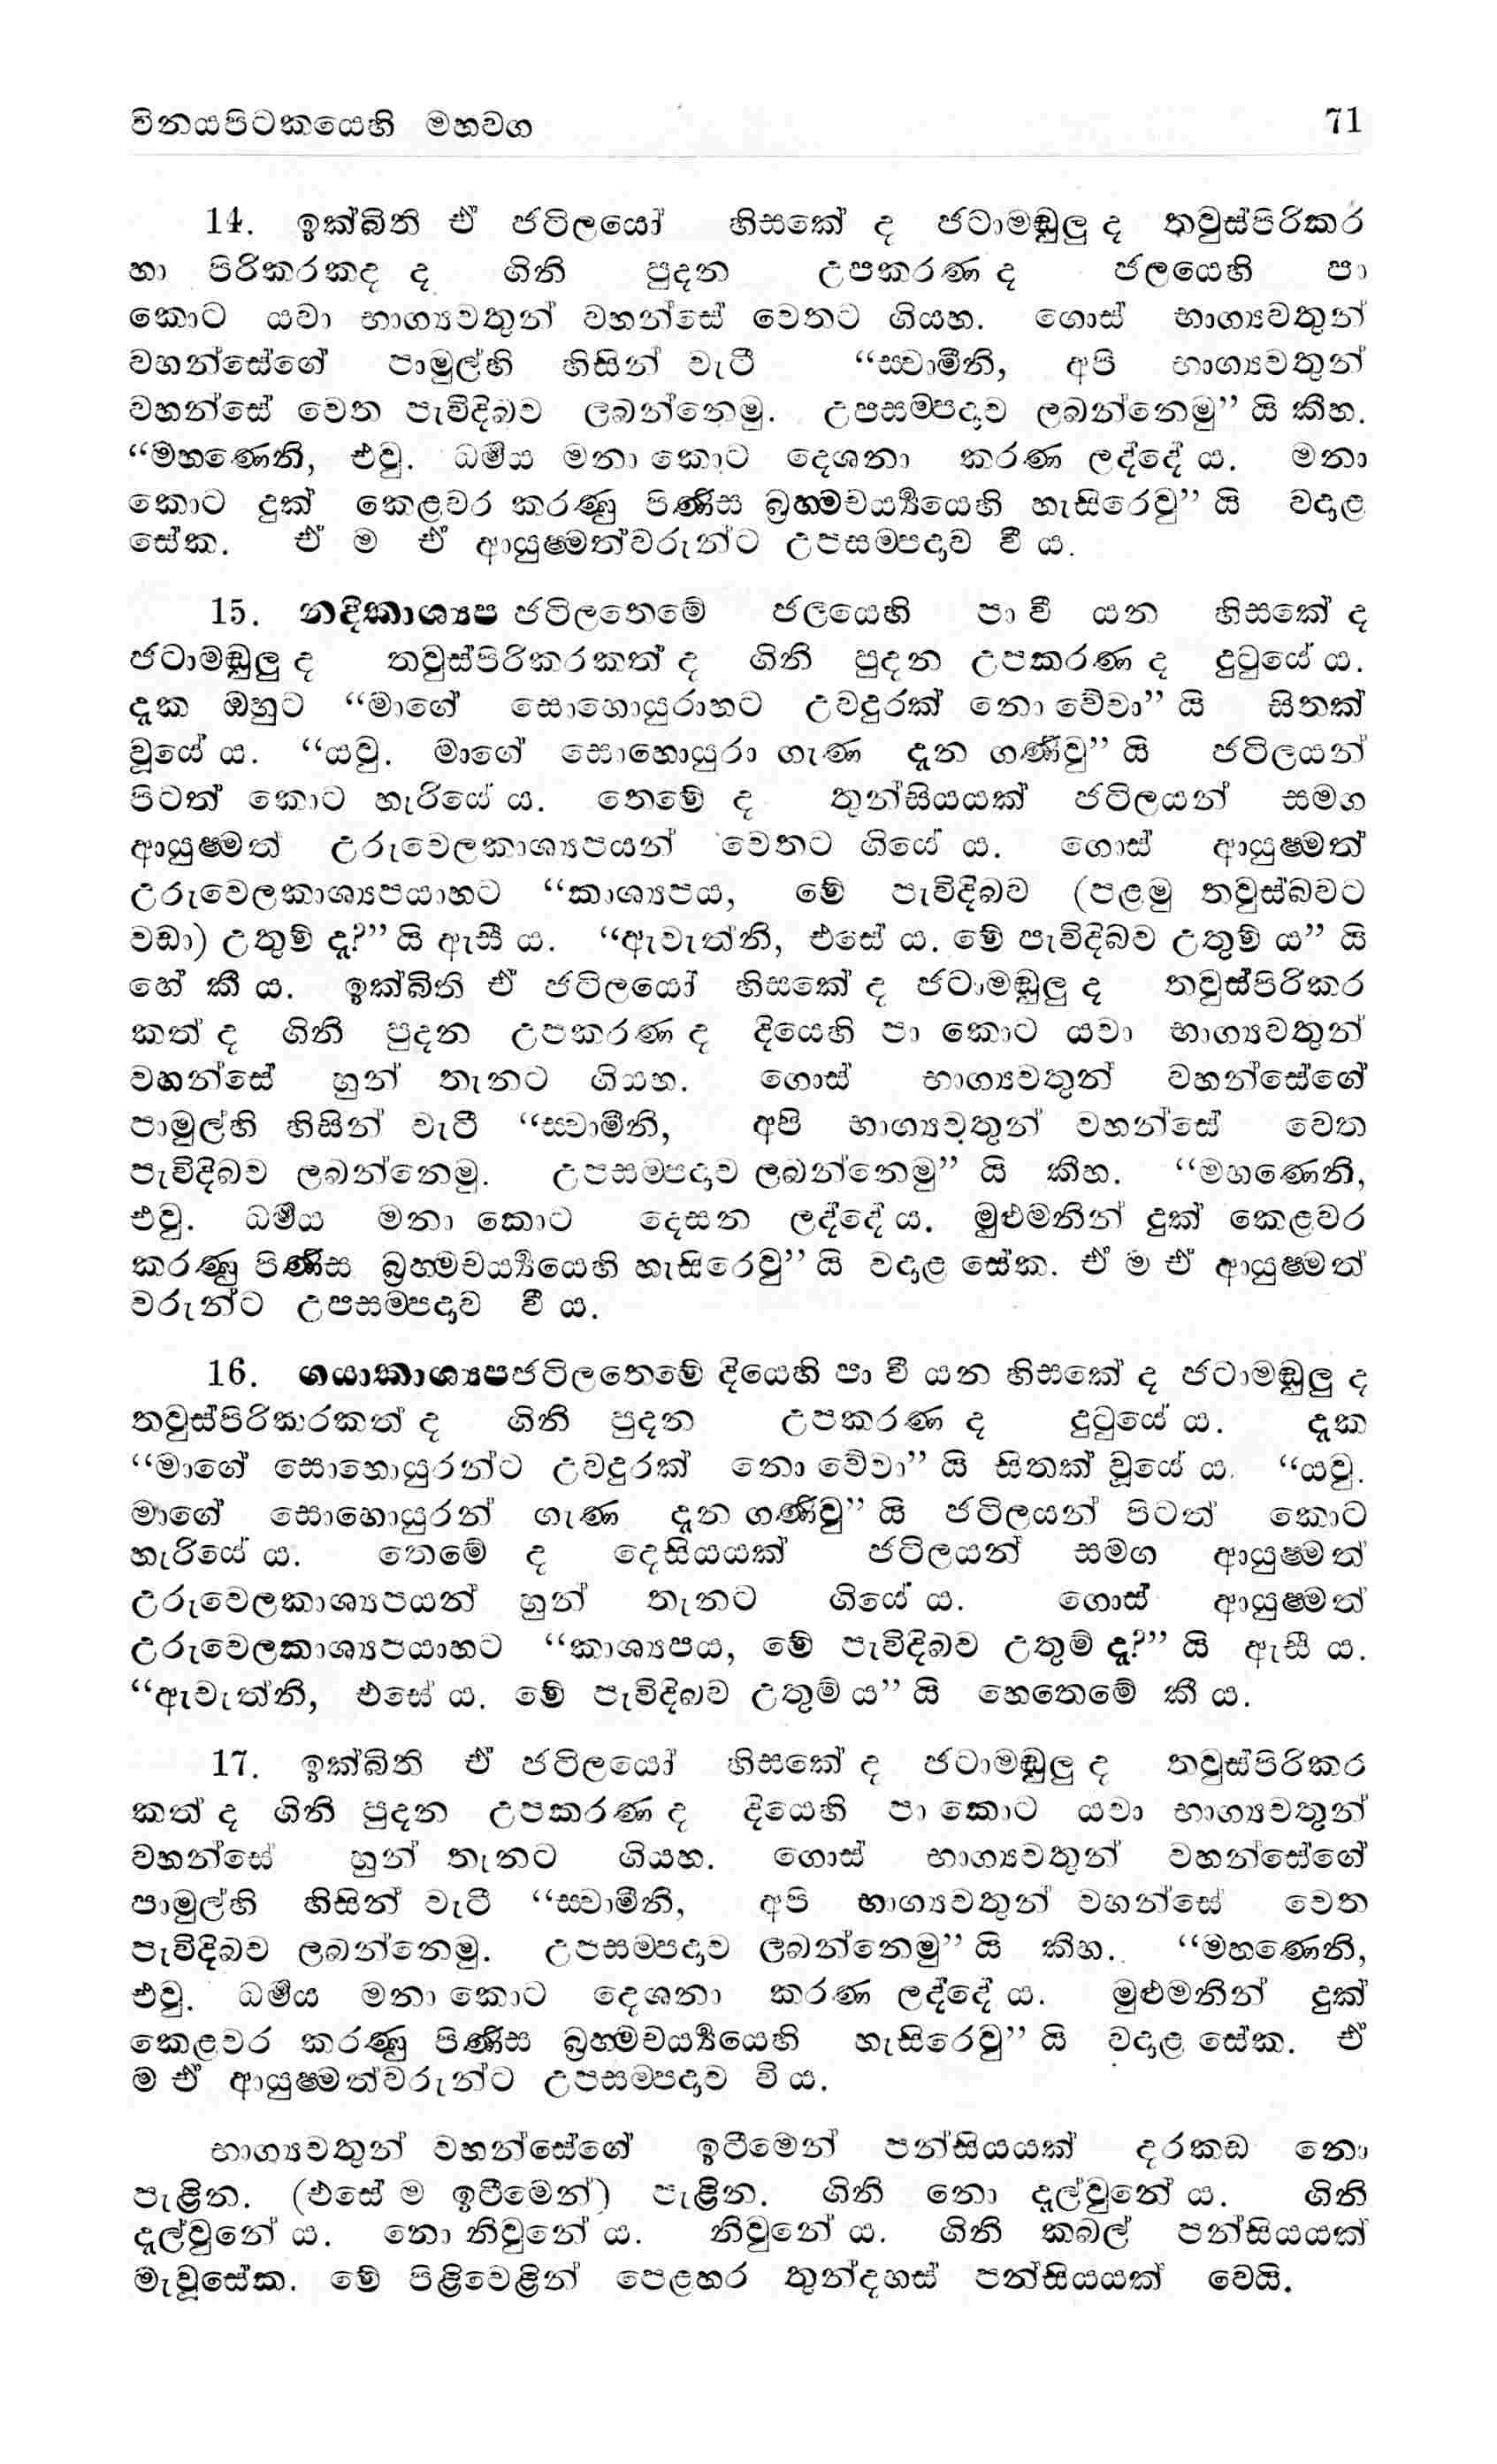 විනයපිටකයෙහි මහවග 71
14. ඉක්බිති ඒ ජටිලයෝ හිසකේ ද ජටාමඬුලු ද තවුස්පිරිකර
හා පිරිකරකද ද ගිනි පුදන උපකරණ ද ජලයෙහි පා
කොට යවා භාග්‍යවතුන් වහන්සේ වෙතට ගියහ. ගොස් භාග්‍යවතුන්
වහන්සේගේ පාමුල්හි හිසින් වැටී “ස්වාමීනි, අපි භාග්‍යවතුන්
වහන්සේ වෙත පැවිදිබව ලබන්නෙමු. උපසම්පදාව ලබන්නෙමු” යි කීහ.
“මහණෙනි, එවු. ධර්‍මය මනා කොට දෙශනා කරණ ලද්දේ ය. මනා
කොට දුක් කෙළවර කරණු පිණිස බ්‍රහ්මචර්‍ය්‍යයෙහි හැසිරෙවු” යි වදාළ
සේක. ඒ ම ඒ ආයුෂ්මත්වරුන්ට උපසම්පදාව වී ය.
15. නදීකාශ්‍යප ජටිලතෙමේ ජලයෙහි පා වී යන හිසකේ ද
ජටාමඬුලු ද තවුස්පිරිකරකත් ද ගිනි පුදන උපකරණ ද දුටුයේ ය.
දැක ඔහුට “මාගේ සොහොයුරාහට උවදුරක් නො වේවා” යි සිතක්
වූයේ ය. “යවු. මාගේ සොහොයුරා ගැණ දැන ගණිවු” යි ජටිලයන්
පිටත් කොට හැරියේ ය. තෙමේ ද තුන්සියයක් ජටිලයන් සමග
ආයුෂ්මත් උරුවෙලකාශ්‍යපයන් වෙතට ගියේ ය. ගොස් ආයුෂ්මත්
උරුවෙලකාශ්‍යපයාහට “කාශ්‍යපය, මේ පැවිදිබව (පළමු තවුස්බවට
වඩා) උතුම් දැ?” යි ඇසී ය. “ඇවැත්නි, එසේ ය. මේ පැවිදිබව උතුම් ය” යි
හේ කී ය. ඉක්බිති ඒ ජටිලයෝ හිසකේ ද ජටාමඬුලු ද තවුස්පිරිකර
කත් ද ගිනි පුදන උපකරණ ද දියෙහි පා කොට යවා භාග්‍යවතුන්
වහන්සේ හුන් තැනට ගියහ. ගොස් භාග්‍යවතුන් වහන්සේගේ
පාමුල්හි හිසින් වැටී “ස්වාමීනි, අපි භාග්‍යවතුන් වහන්සේ වෙත
පැවිදිබව ලබන්නෙමු. උපසම්පදාව ලබන්නෙමු” යි කීහ. “මහණෙනි,
එවු. ධර්‍මය මනා කොට දෙසන ලද්දේ ය. මුළුමනින් දුක් කෙළවර
කරණු පිණිස බ්‍රහ්මචර්‍ය්‍යයෙහි හැසිරෙවු” යි වදාළ සේක. ඒ ම ඒ ආයුෂ්මත්
වරුන්ට උපසම්පදාව වී ය.
16. ගයාකාශ්‍යපජටිලතෙමේ දියෙහි පා වී යන හිසකේ ද ජටාමඬුලු ද
තවුස්පිරිකරකත් ද ගිනි පුදන උපකරණ ද දුටුයේ ය. දැක
“මාගේ සොහොයුරන්ට උවදුරක් නො වේවා” යි සිතක් වූයේ ය. “යවු.
මාගේ සොහොයුරන් ගැණ දැන ගණිවු” යි ජටිලයන් පිටත් කොට
හැරියේ ය. තෙමේ ද දෙසියයක් ජටිලයන් සමග ආයුෂ්මත්
උරුවෙලකාශ්‍යපයන් හුන් තැනට ගියේ ය. ගොස් ආයුෂ්මත්
උරුවෙලකාශ්‍යපයාහට “කාශ්‍යපය, මේ පැවිදිබව උතුම් දැ?” යි ඇසී ය.
“ඇවැත්නි, එසේ ය. මේ පැවිදිබව උතුම් ය” යි හෙතෙමේ කී ය.
17. ඉක්බිති ඒ ජටිලයෝ හිසකේ ද ජටාමඬුලු ද තවුස්පිරිකර
කත් ද ගිනි පුදන උපකරණ ද දියෙහි පා කොට යවා භාග්‍යවතුන්
වහන්සේ හුන් තැනට ගියහ. ගොස් භාග්‍යවතුන් වහන්සේගේ
පාමුල්හි හිසින් වැටී “ස්වාමීනි, අපි භාග්‍යවතුන් වහන්සේ වෙත
පැවිදිබව ලබන්නෙමු. උපසම්පදාව ලබන්නෙමු” යි කීහ. “මහණෙනි,
එවු. ධර්‍මය මනා කොට දෙශනා කරණ ලද්දේ ය. මුළුමනින් දුක්
කෙළවර කරණු පිණිස බ්‍රහ්මචර්‍ය්‍යයෙහි හැසිරෙවු” යි වදාළ සේක. ඒ
ම ඒ ආයුෂ්මත්වරුන්ට උපසම්පදාව වි ය.
භාග්‍යවතුන් වහන්සේගේ ඉටීමෙන් පන්සියයක් දරකඩ නො
පැළින. (එසේ ම ඉටීමෙන්) පැළින. ගිනි නො දැල්වුනේ ය. ගිනි
දැල්වුනේ ය. නො නිවුනේ ය. නිවුනේ ය. ගිනි කබල් පන්සියයක්
මැවූසේක. මේ පිළිවෙළින් පෙළහර තුන්දහස් පන්සියයක් වෙයි.